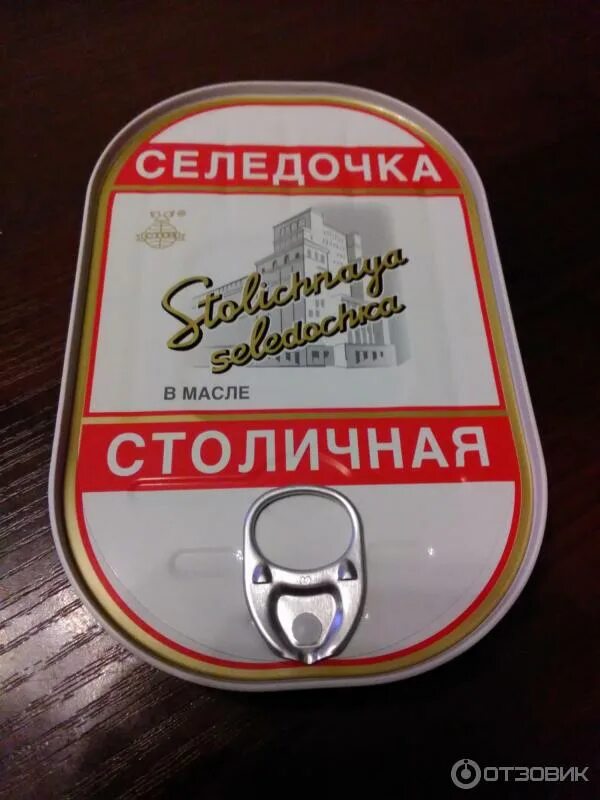 СЕЛЕДОЧКА
®
Stolichnaya
seledochka
В МАСЛЕ
СТОЛИЧНАЯ
ОТЗОВИК